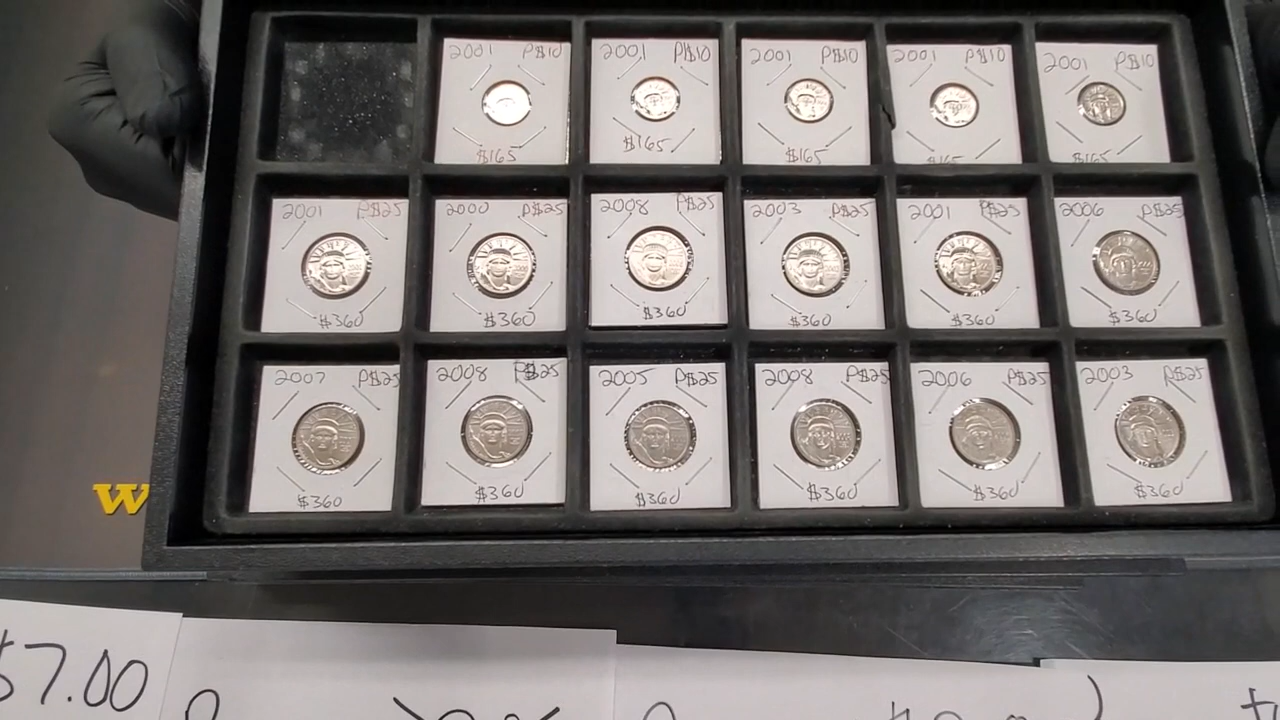 2001 P$10
$165
2001 P$10
$165
2001 P$10
$165
2001 P$10
$165
2001 P$10
$165
2001 P$25
$360
2000 P$25
$360
2008 P$25
$360
2003 P$25
$360
2001 P$25
$360
2006 P$25
$360
2007 P$25
$360
2008 P$25
$360
2005 P$25
$360
2008 P$25
$360
2006 P$25
$360
2003 P$25
$360
W
$7.00